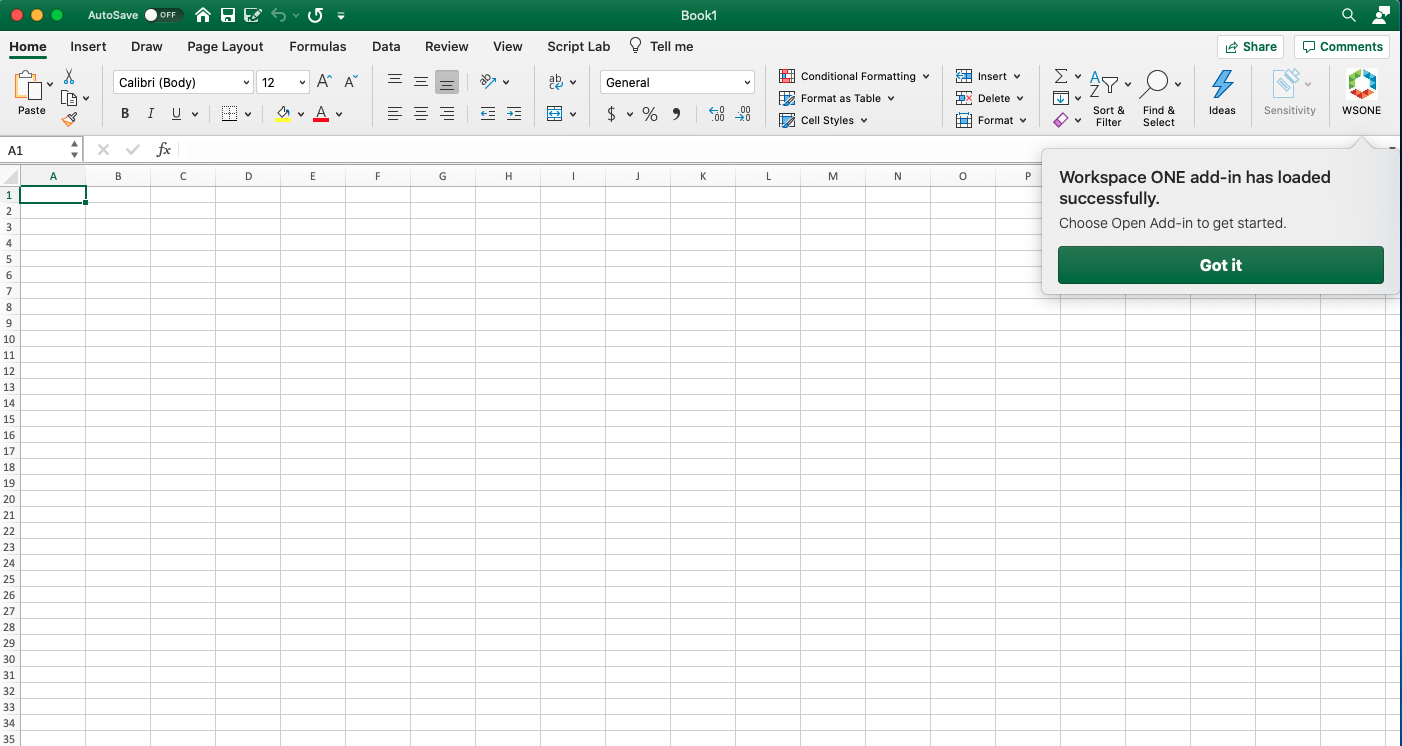 AutoSave OFF Book1
Home Insert Draw Page Layout Formulas Data Review View Script Lab Tell me Share Comments
Paste
Calibri (Body) 12 A A
B I U A
ab
General
$ % ,
.00
.0
Conditional Formatting
Format as Table
Cell Styles
Insert
Delete
Format
Sort & Filter
Find & Select
Ideas
Sensitivity
WSONE
A1 fx
Workspace ONE add-in has loaded
successfully.
Choose Open Add-in to get started.
Got it
A B C D E F G H I J K L M N O P
1
2
3
4
5
6
7
8
9
10
11
12
13
14
15
16
17
18
19
20
21
22
23
24
25
26
27
28
29
30
31
32
33
34
35